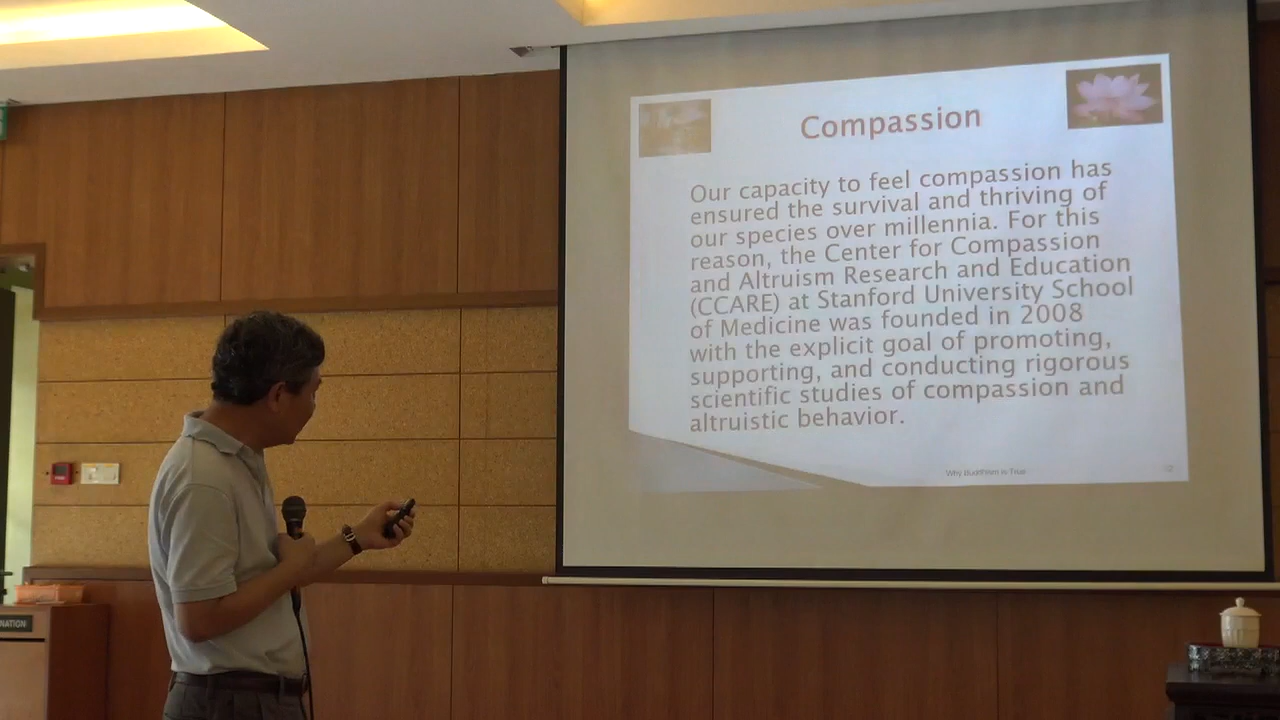 Compassion
Our capacity to feel compassion has
ensured the survival and thriving of
our species over millennia. For this
reason, the Center for Compassion
and Altruism Research and Education
(CCARE) at Stanford University School
of Medicine was founded in 2008
with the explicit goal of promoting,
supporting, and conducting rigorous
scientific studies of compassion and
altruistic behavior.
Why Buddhism is True
NATION